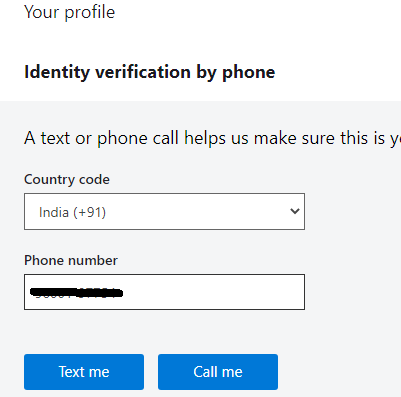 Your profile
Identity verification by phone
A text or phone call helps us make sure this is
Country code
India (+91)
Phone number
Text me
Call me